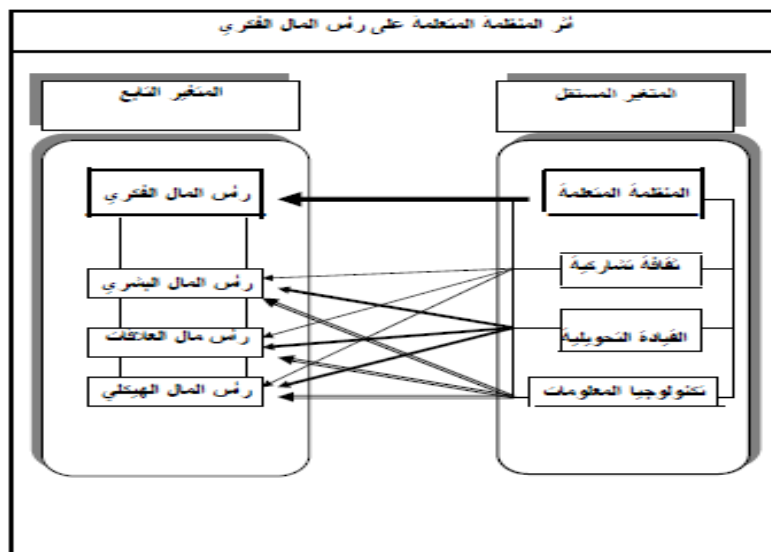 أثر المنظمة المتعلمة على رأس المال الفكري
المتغير المستقل
المتغير التابع
المنظمة المتعلمة
رأس المال الفكري
ثقافة تشاركية
رأس المال البشري
القيادة التحويلية
رأس مال العلاقات
تكنولوجيا المعلومات
رأس المال الهيكلي